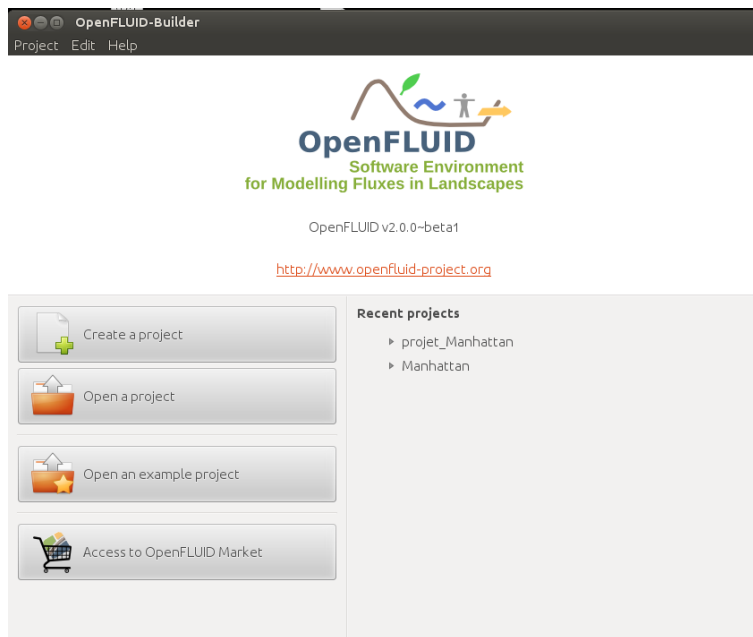 OpenFLUID-Builder
Project Edit Help
OpenFLUID
Software Environment
for Modelling Fluxes in Landscapes
OpenFLUID v2.0.0~beta1
http://www.openfluid-project.org
Create a project
Open a project
Open an example project
Access to OpenFLUID Market
Recent projects
projet_Manhattan
Manhattan